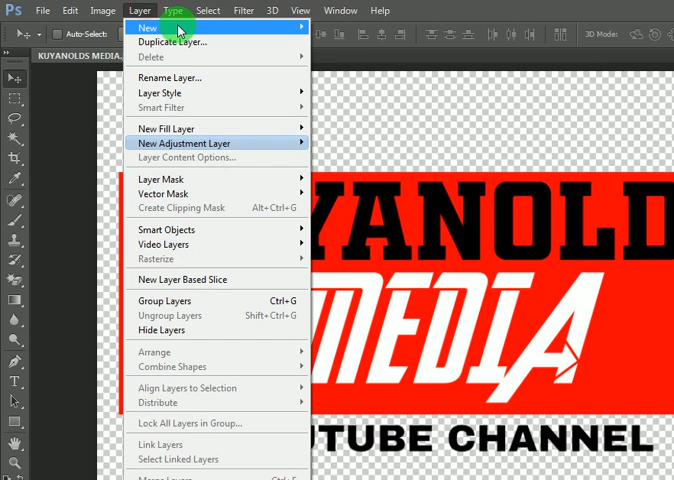 Ps File Edit Image Layer Type Select Filter 3D View Window Help
Auto-Select: 3D Mode:
KUYANOLDS MEDIA.
New
Duplicate Layer...
Delete
Rename Layer...
Layer Style
Smart Filter
New Fill Layer
New Adjustment Layer
Layer Content Options...
Layer Mask
Vector Mask
Create Clipping Mask Alt+Ctrl+G
Smart Objects
Video Layers
Rasterize
New Layer Based Slice
Group Layers Ctrl+G
Ungroup Layers Shift+Ctrl+G
Hide Layers
Arrange
Combine Shapes
Align Layers to Selection
Distribute
Lock All Layers in Group...
Link Layers
Select Linked Layers
Merge Layers Ctrl+E
YANOLD
MEDIA
UTUBE CHANNEL